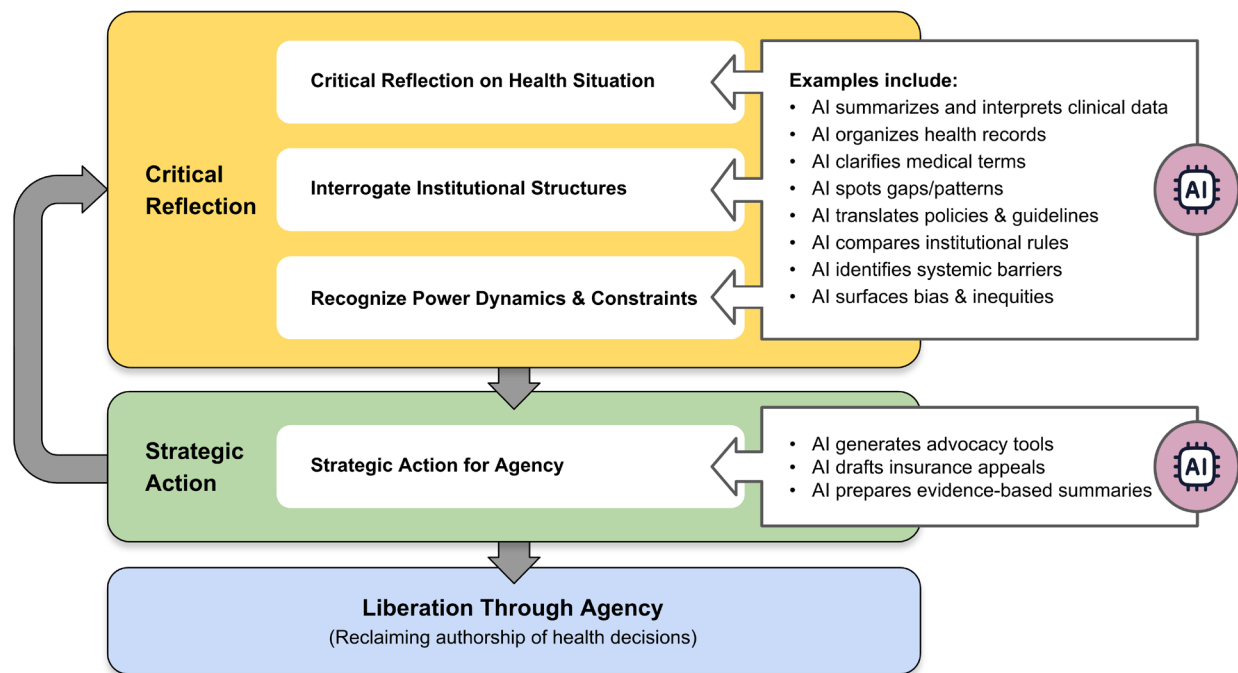 Critical Reflection on Health Situation
Critical
Reflection
Interrogate Institutional Structures
Recognize Power Dynamics & Constraints
Examples include:
• AI summarizes and interprets clinical data
• AI organizes health records
• AI clarifies medical terms
• AI spots gaps/patterns
• AI translates policies & guidelines
• AI compares institutional rules
• AI identifies systemic barriers
• AI surfaces bias & inequities
AI
Strategic
Action
Strategic Action for Agency
• AI generates advocacy tools
• AI drafts insurance appeals
• AI prepares evidence-based summaries
AI
Liberation Through Agency
(Reclaiming authorship of health decisions)